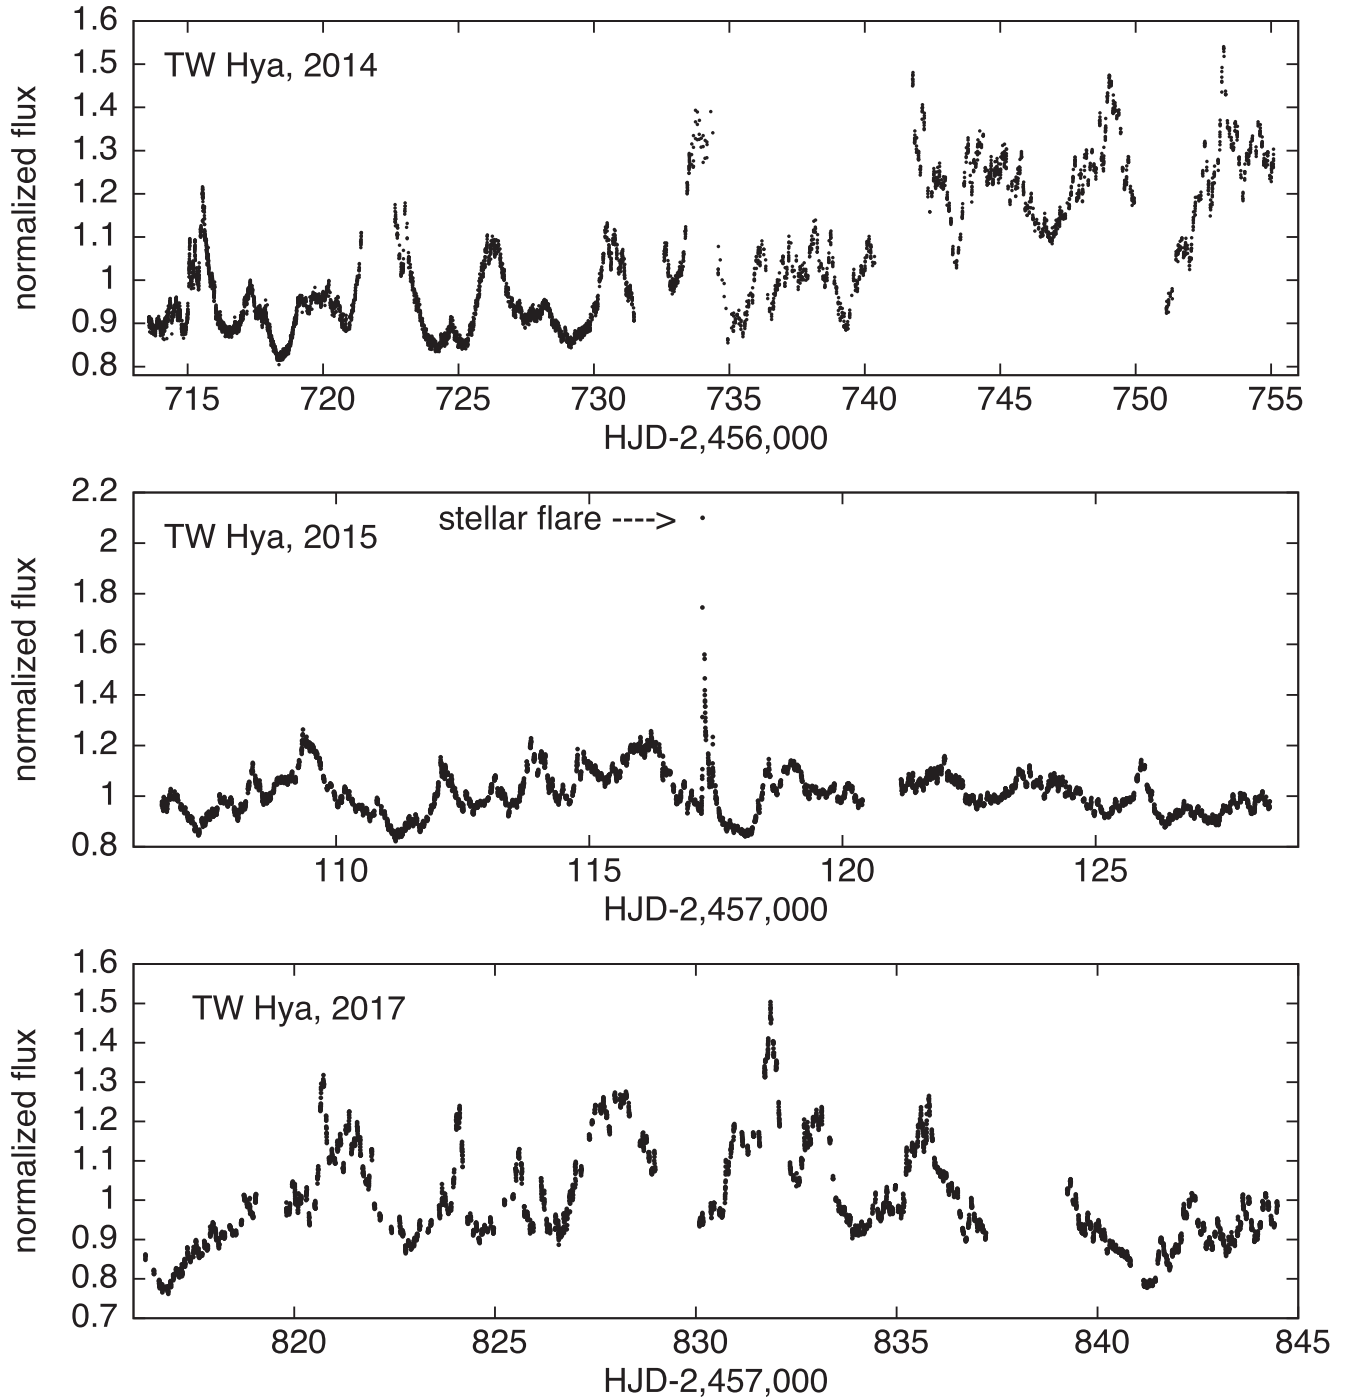 1.6
1.5
1.4
1.3
1.2
1.1
1
0.9
0.8
normalized flux
TW Hya, 2014
715 720 725 730 735 740 745 750 755
HJD-2,456,000
2.2
2
1.8
1.6
1.4
1.2
1
0.8
normalized flux
TW Hya, 2015
stellar flare ---->
110 115 120 125
HJD-2,457,000
1.6
1.5
1.4
1.3
1.2
1.1
1
0.9
0.8
0.7
normalized flux
TW Hya, 2017
820 825 830 835 840 845
HJD-2,457,000